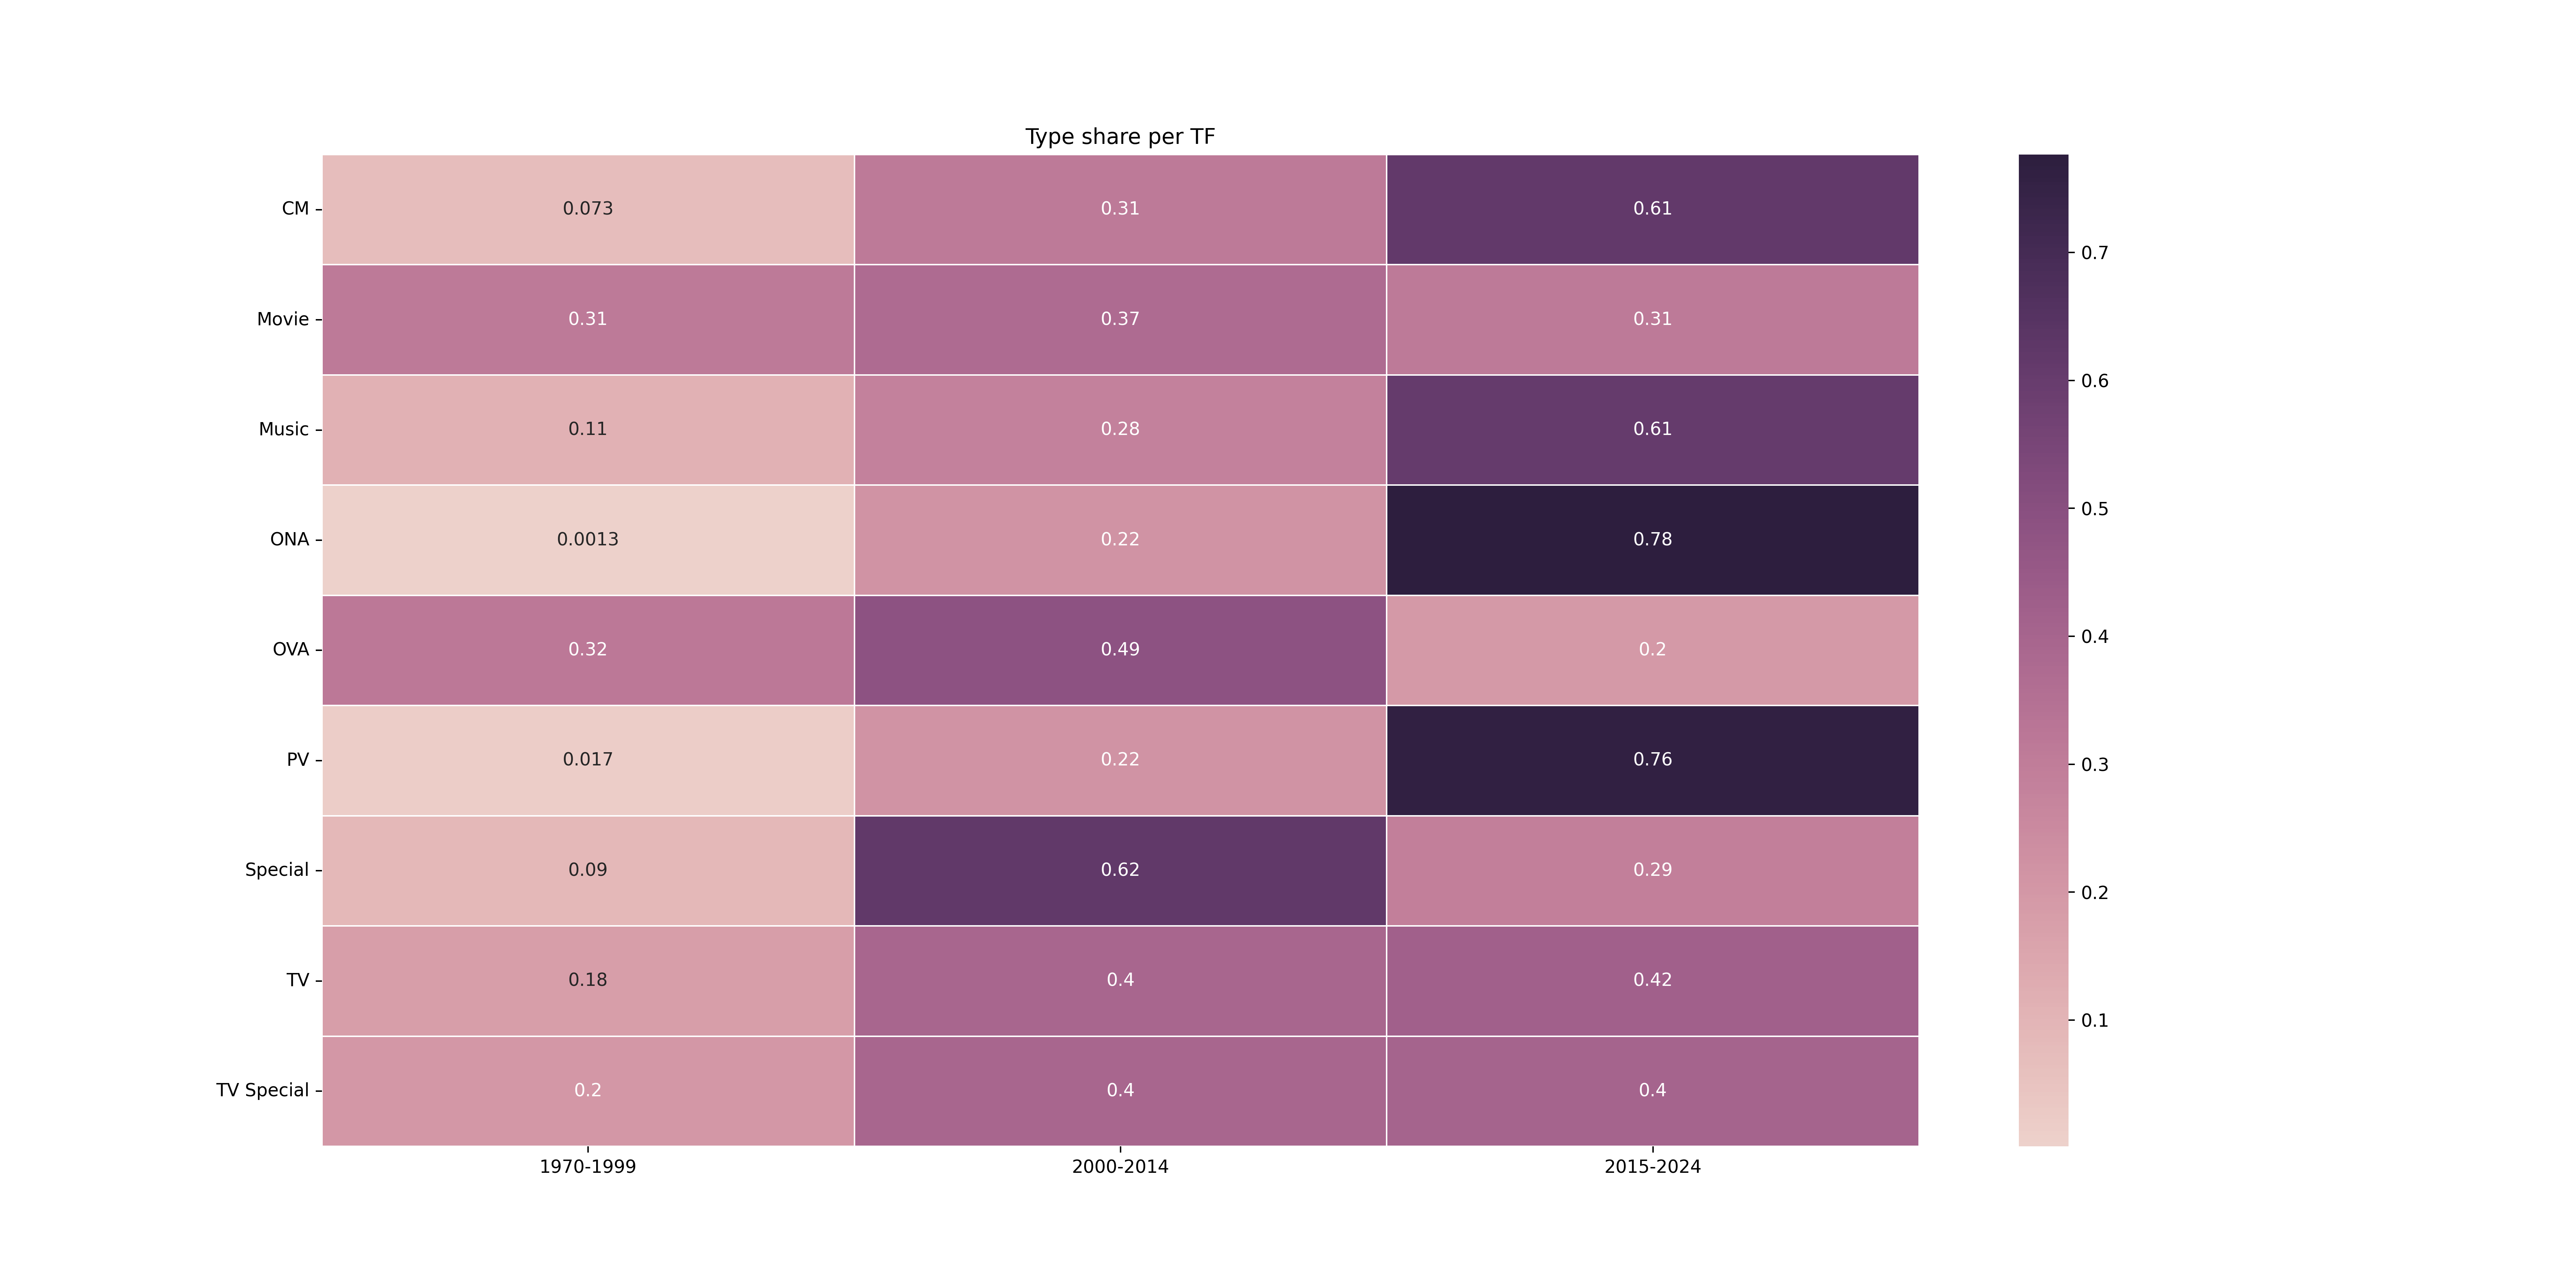 Type share per TF
CM 0.073 0.31 0.61
Movie 0.31 0.37 0.31
Music 0.11 0.28 0.61
ONA 0.0013 0.22 0.78
OVA 0.32 0.49 0.2
PV 0.017 0.22 0.76
Special 0.09 0.62 0.29
TV 0.18 0.4 0.42
TV Special 0.2 0.4 0.4
1970-1999 2000-2014 2015-2024
0.7
0.6
0.5
0.4
0.3
0.2
0.1